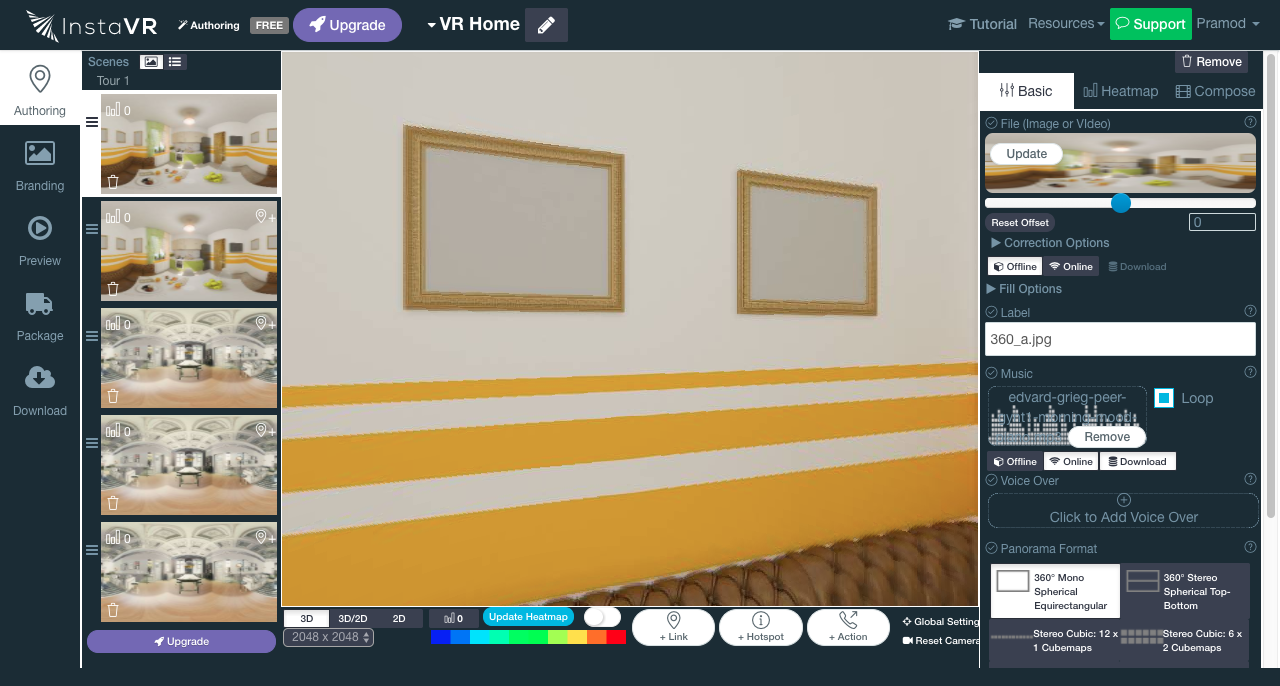 InstaVR
Authoring
FREE
Upgrade
VR Home
Tutorial
Resources
Support
Pramod
Authoring
Branding
Preview
Package
Download
Scenes
Tour 1
0
0
0
0
0
Upgrade
3D
3D/2D
2D
0
Update Heatmap
2048 x 2048
+ Link
+ Hotspot
+ Action
Global Setting
Reset Camera
Remove
Basic
Heatmap
Compose
File (Image or VIdeo)
Update
Reset Offset
0
Correction Options
Offline
Online
Download
Fill Options
Label
360_a.jpg
Music
edvard-grieg-peer-
Loop
Remove
Offline
Online
Download
Voice Over
Click to Add Voice Over
Panorama Format
360° Mono
Spherical
Equirectangular
360° Stereo
Spherical Top-
Bottom
Stereo Cubic: 12 x
1 Cubemaps
Stereo Cubic: 6 x
2 Cubemaps